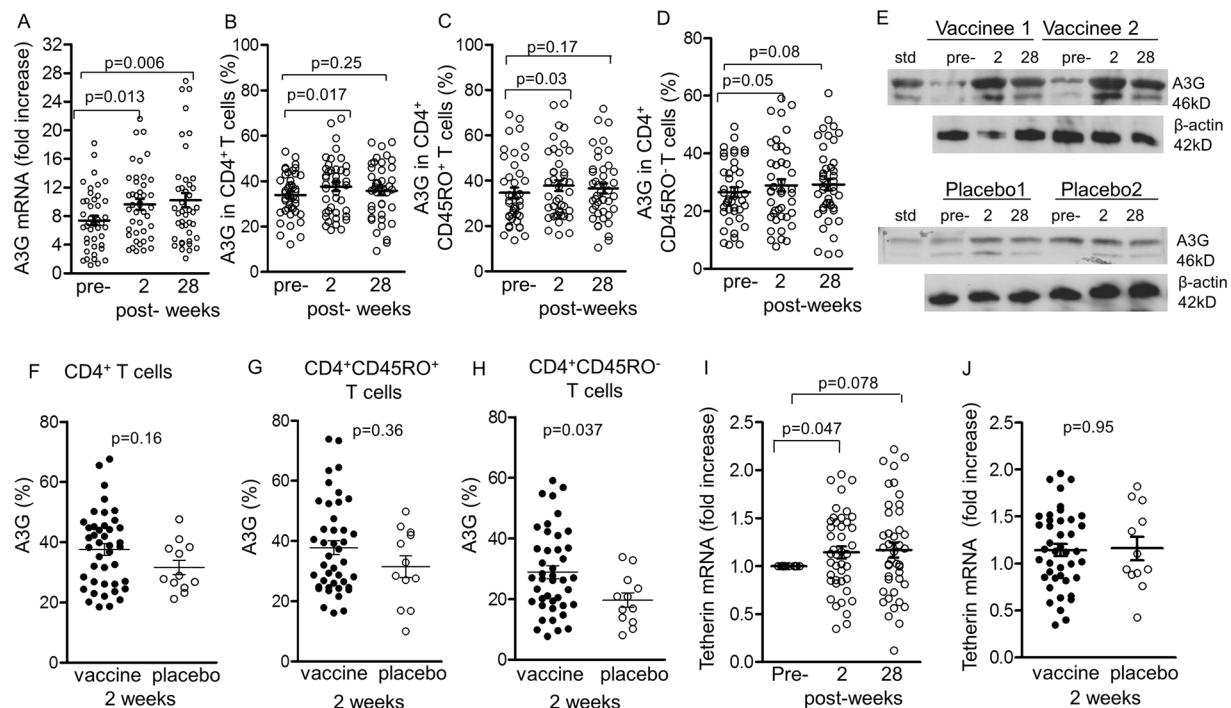 A
A3G mRNA (fold increase)
28
24
20
16
12
8
4
0
p=0.006
p=0.013
pre- 2 28
post- weeks
B
A3G in CD4⁺ T cells (%)
100
80
60
40
20
0
p=0.25
p=0.017
pre- 2 28
post- weeks
C
A3G in CD4⁺
CD45RO⁺ T cells (%)
100
80
60
40
20
0
p=0.17
p=0.03
pre- 2 28
post-weeks
D
A3G in CD4⁺
CD45RO⁻ T cells (%)
80
60
40
20
0
p=0.08
p=0.05
pre- 2 28
post-weeks
E
Vaccinee 1 Vaccinee 2
std pre- 2 28 pre- 2 28
A3G
46kD
β-actin
42kD
Placebo1 Placebo2
std pre- 2 28 pre- 2 28
A3G
46kD
β-actin
42kD
F CD4⁺ T cells
A3G (%)
80
60
40
20
0
p=0.16
vaccine placebo
2 weeks
G CD4⁺CD45RO⁺
T cells
A3G (%)
80
60
40
20
0
p=0.36
vaccine placebo
2 weeks
H CD4⁺CD45RO⁻
T cells
A3G (%)
80
60
40
20
0
p=0.037
vaccine placebo
2 weeks
I
Tetherin mRNA (fold increase)
2.5
2.0
1.5
1.0
0.5
0.0
p=0.078
p=0.047
Pre- 2 28
post-weeks
J
Tetherin mRNA (fold increase)
2.5
2.0
1.5
1.0
0.5
0.0
p=0.95
vaccine placebo
2 weeks